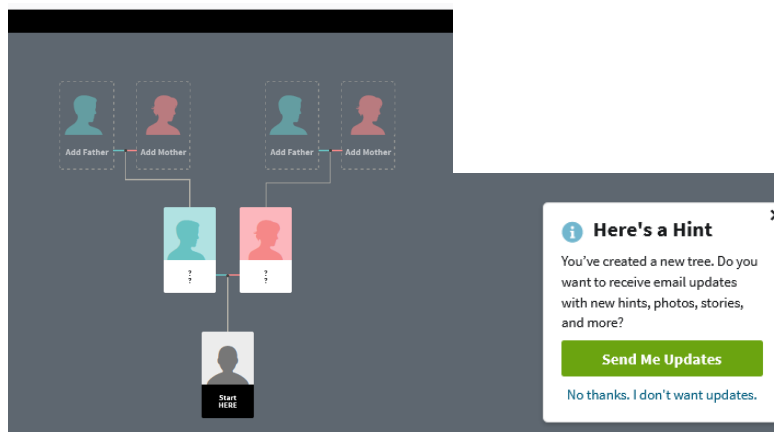 Add Father
Add Mother
Add Father
Add Mother
?
?
?
?
Start
HERE
Here's a Hint
You've created a new tree. Do you
want to receive email updates
with new hints, photos, stories,
and more?
Send Me Updates
No thanks. I don't want updates.